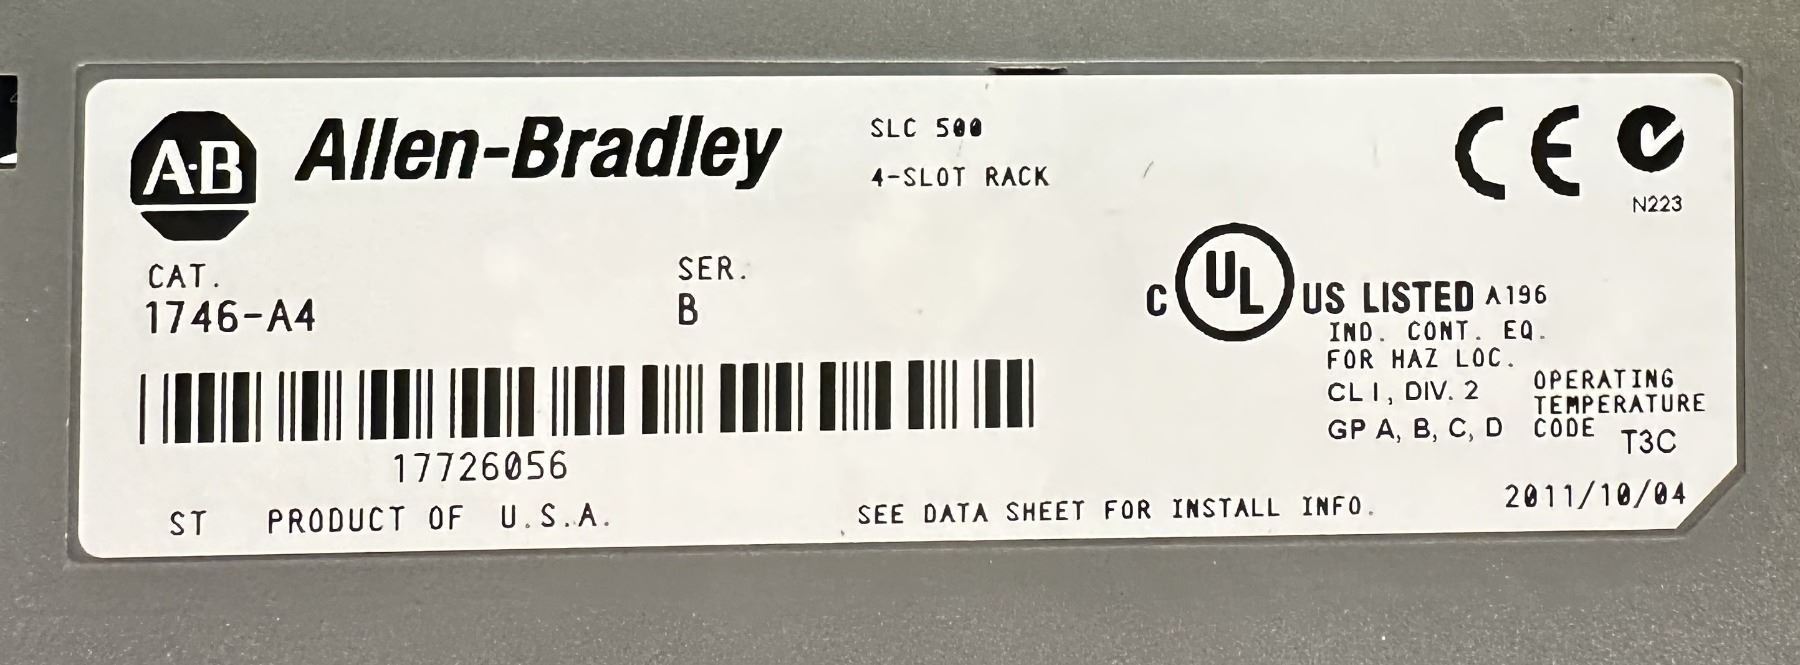 A·B Allen-Bradley
SLC 500
4-SLOT RACK
CE
N223
CAT.
1746-A4
SER.
B
C UL US LISTED A196
IND. CONT. EQ.
FOR HAZ LOC.
CL I, DIV. 2
GP A, B, C, D
OPERATING
TEMPERATURE
CODE T3C
17726056
ST PRODUCT OF U.S.A.
SEE DATA SHEET FOR INSTALL INFO.
2011/10/04